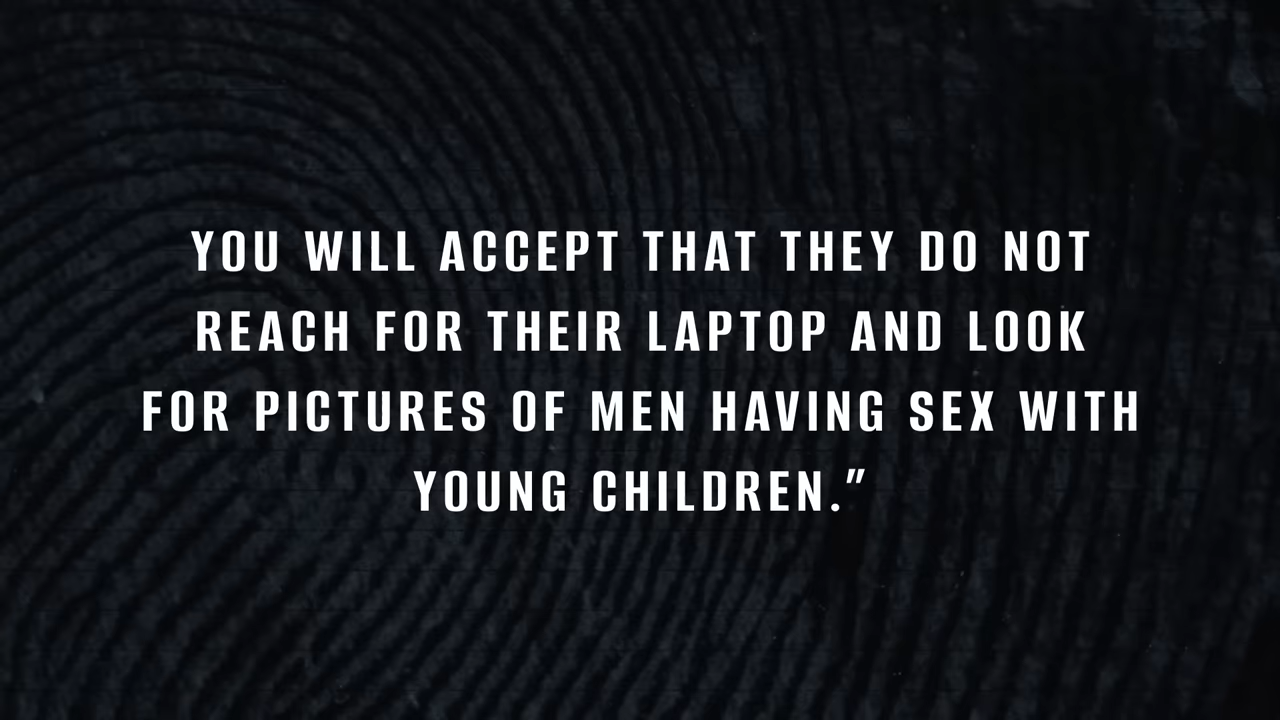 YOU WILL ACCEPT THAT THEY DO NOT
REACH FOR THEIR LAPTOP AND LOOK
FOR PICTURES OF MEN HAVING SEX WITH
YOUNG CHILDREN."